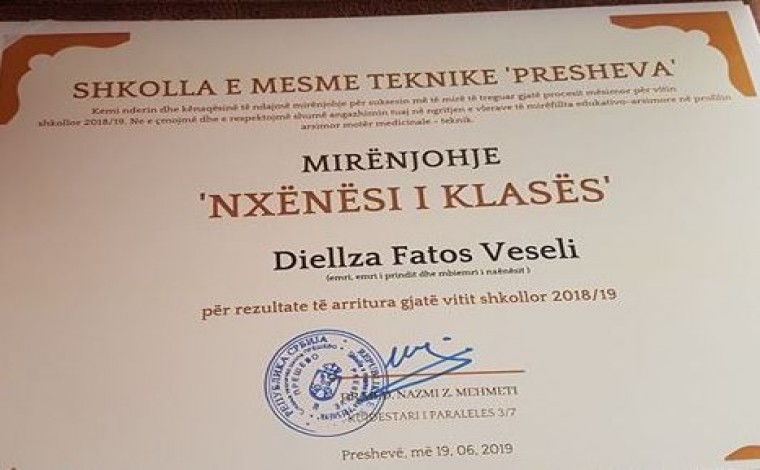 SHKOLLA E MESME TEKNIKE 'PRESHEVA'
Kemi nderin dhe kënaqësinë të ndajmë mirënjohje për suksesin më të mirë të treguar gjatë procesit mësimor për vitin
shkollor 2018/19. Ne e çmojmë dhe e respektojmë shumë angazhimin tuaj në ngritjen e vlerave të mirëfillta edukativo-arsimore në profilin
arsimor motër medicinale - teknik.
MIRËNJOHJE
'NXËNËSI I KLASËS'
Diellza Fatos Veseli
(emri, emri i prindit dhe mbiemri i nxënësit )
për rezultate të arritura gjatë vitit shkollor 2018/19
РЕПУБЛИКА СРБИЈА
ПРЕШЕВО
NAZMI Z. MEHMETI
KUJDESTARI I PARALELES 3/7
Preshevë, më 19. 06. 2019